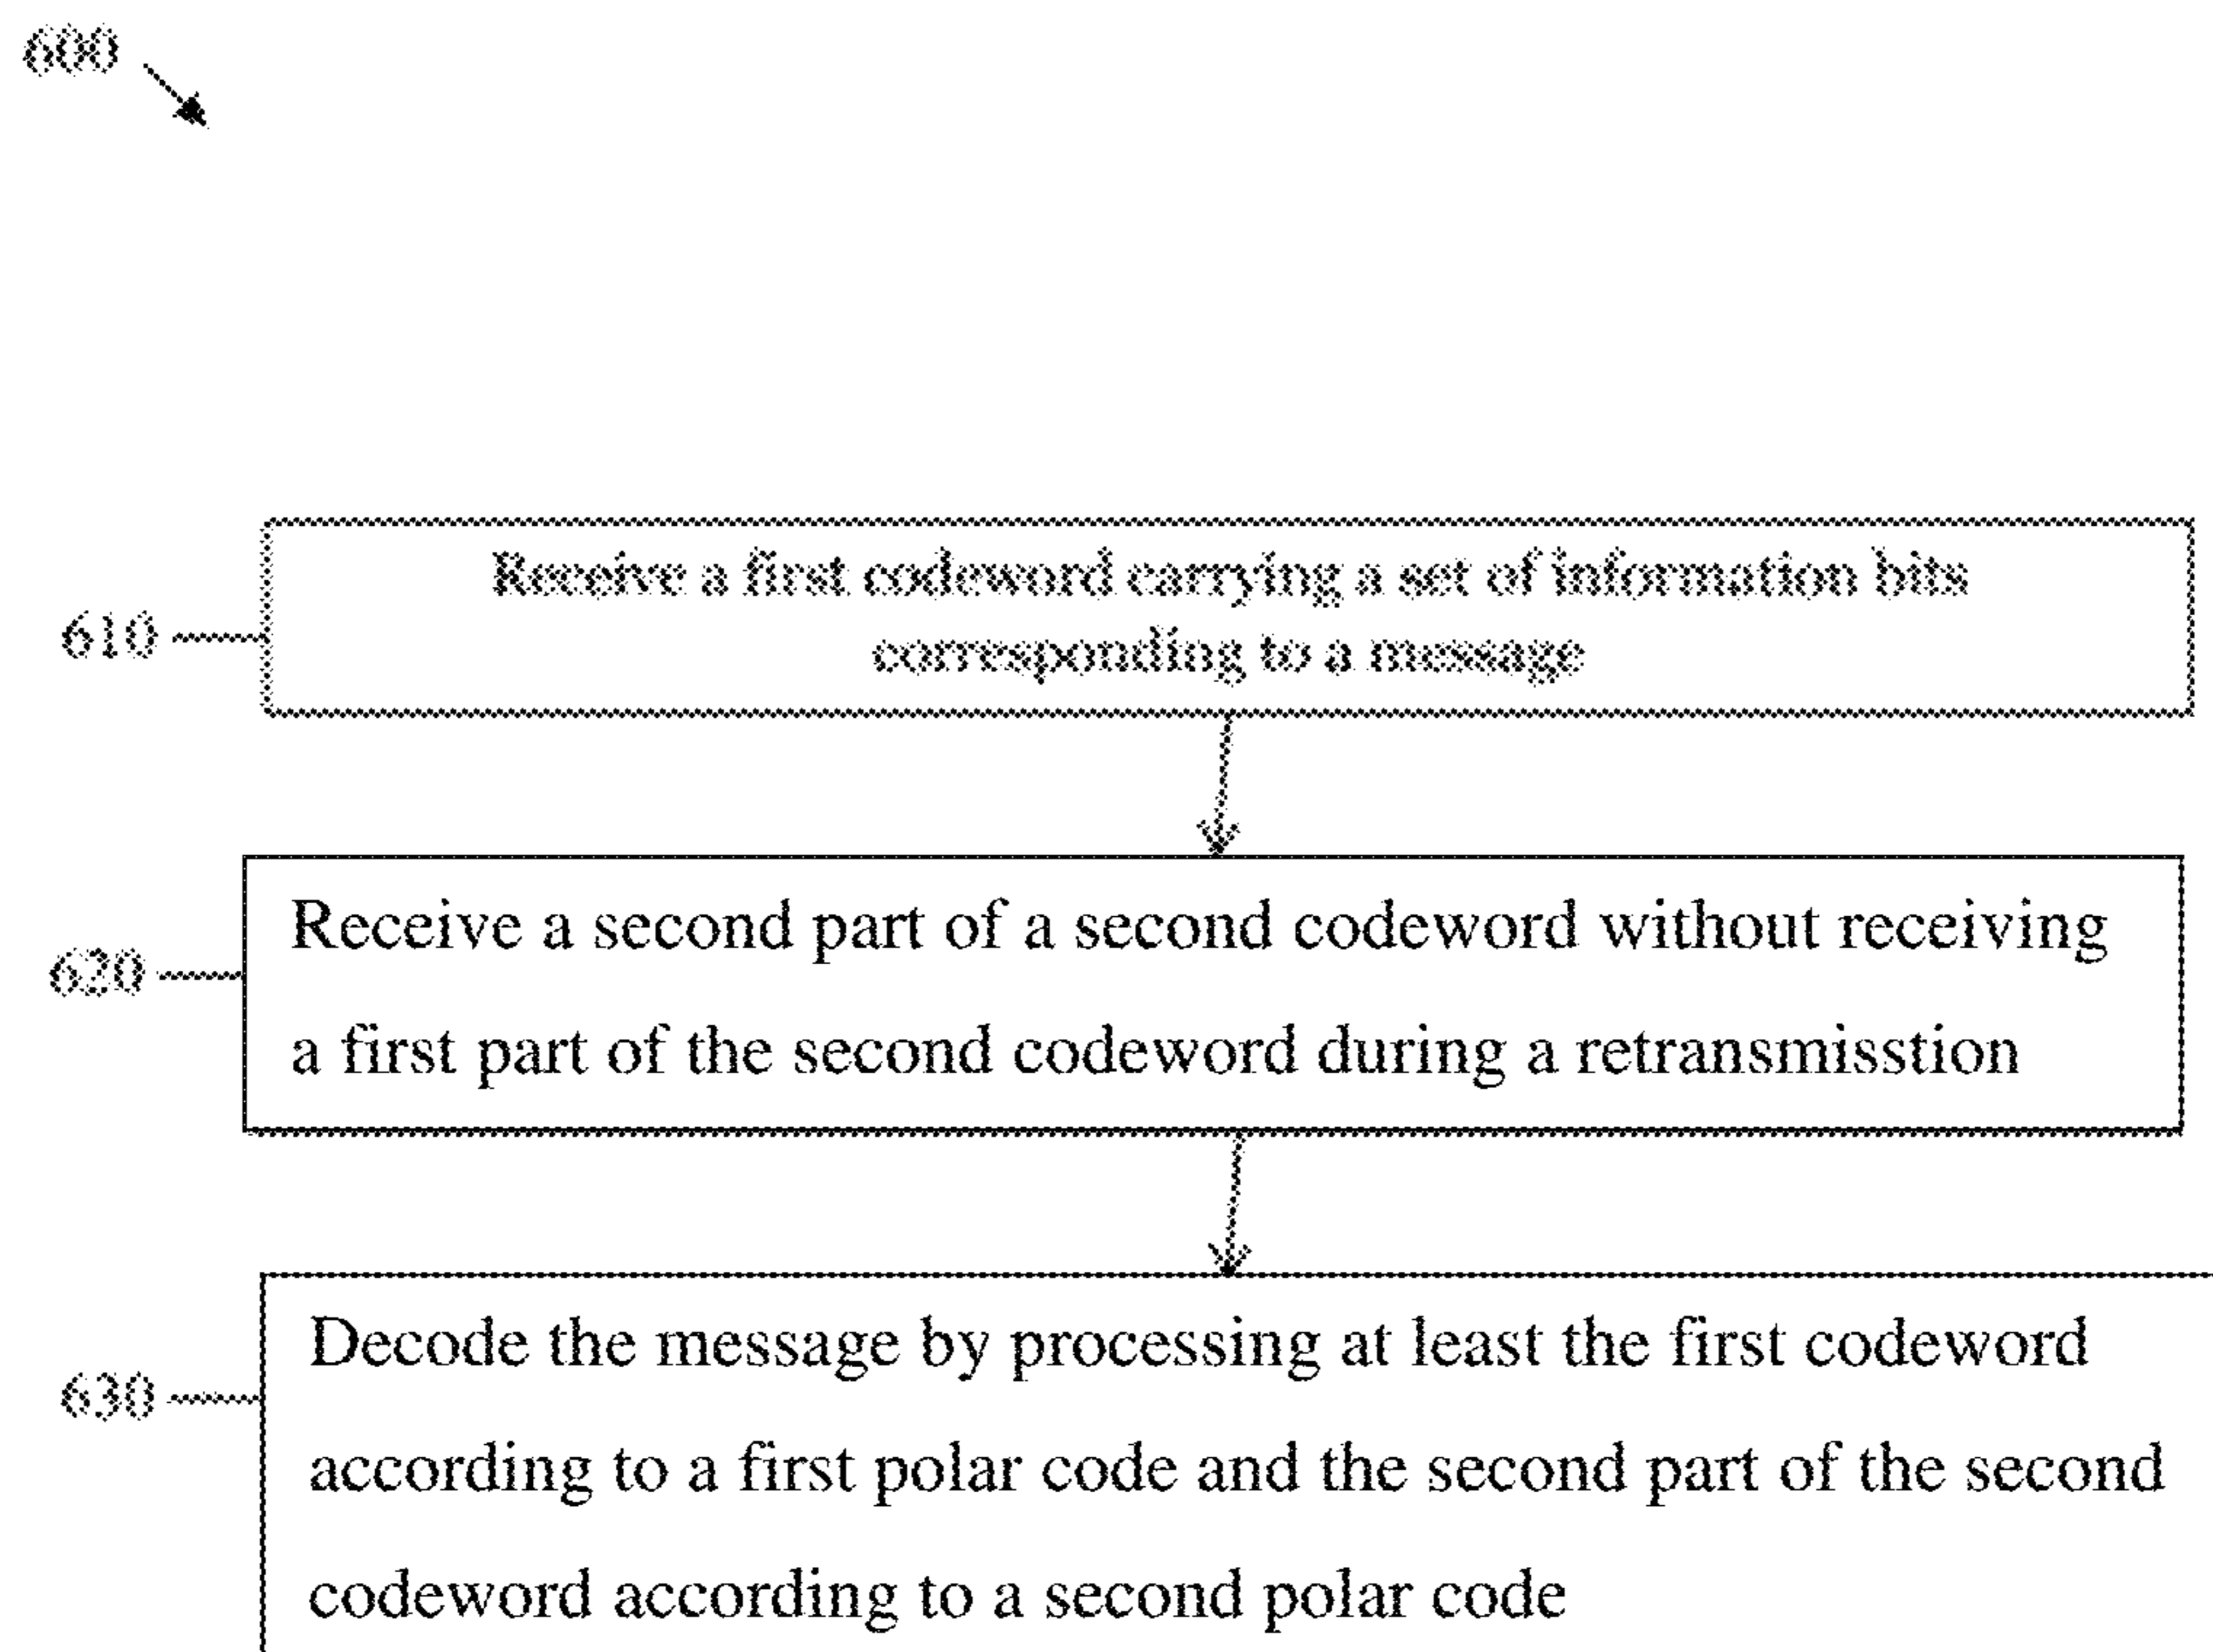 600
Receive a first codeword carrying a set of information bits
corresponding to a message
610
Receive a second part of a second codeword without receiving
a first part of the second codeword during a retransmisstion
620
Decode the message by processing at least the first codeword
according to a first polar code and the second part of the second
codeword according to a second polar code
630